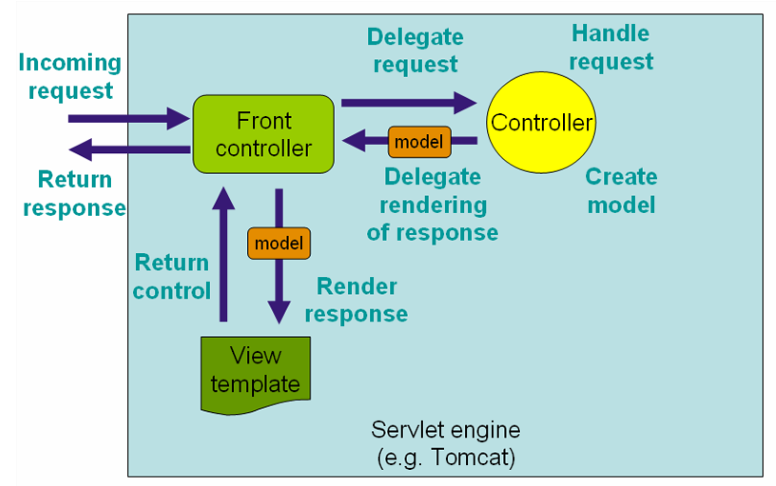 Incoming
request
Return
response
Front
controller
Delegate
request
Handle
request
Controller
model
Delegate
rendering
of response
Create
model
model
Return
control
Render
response
View
template
Servlet engine
(e.g. Tomcat)